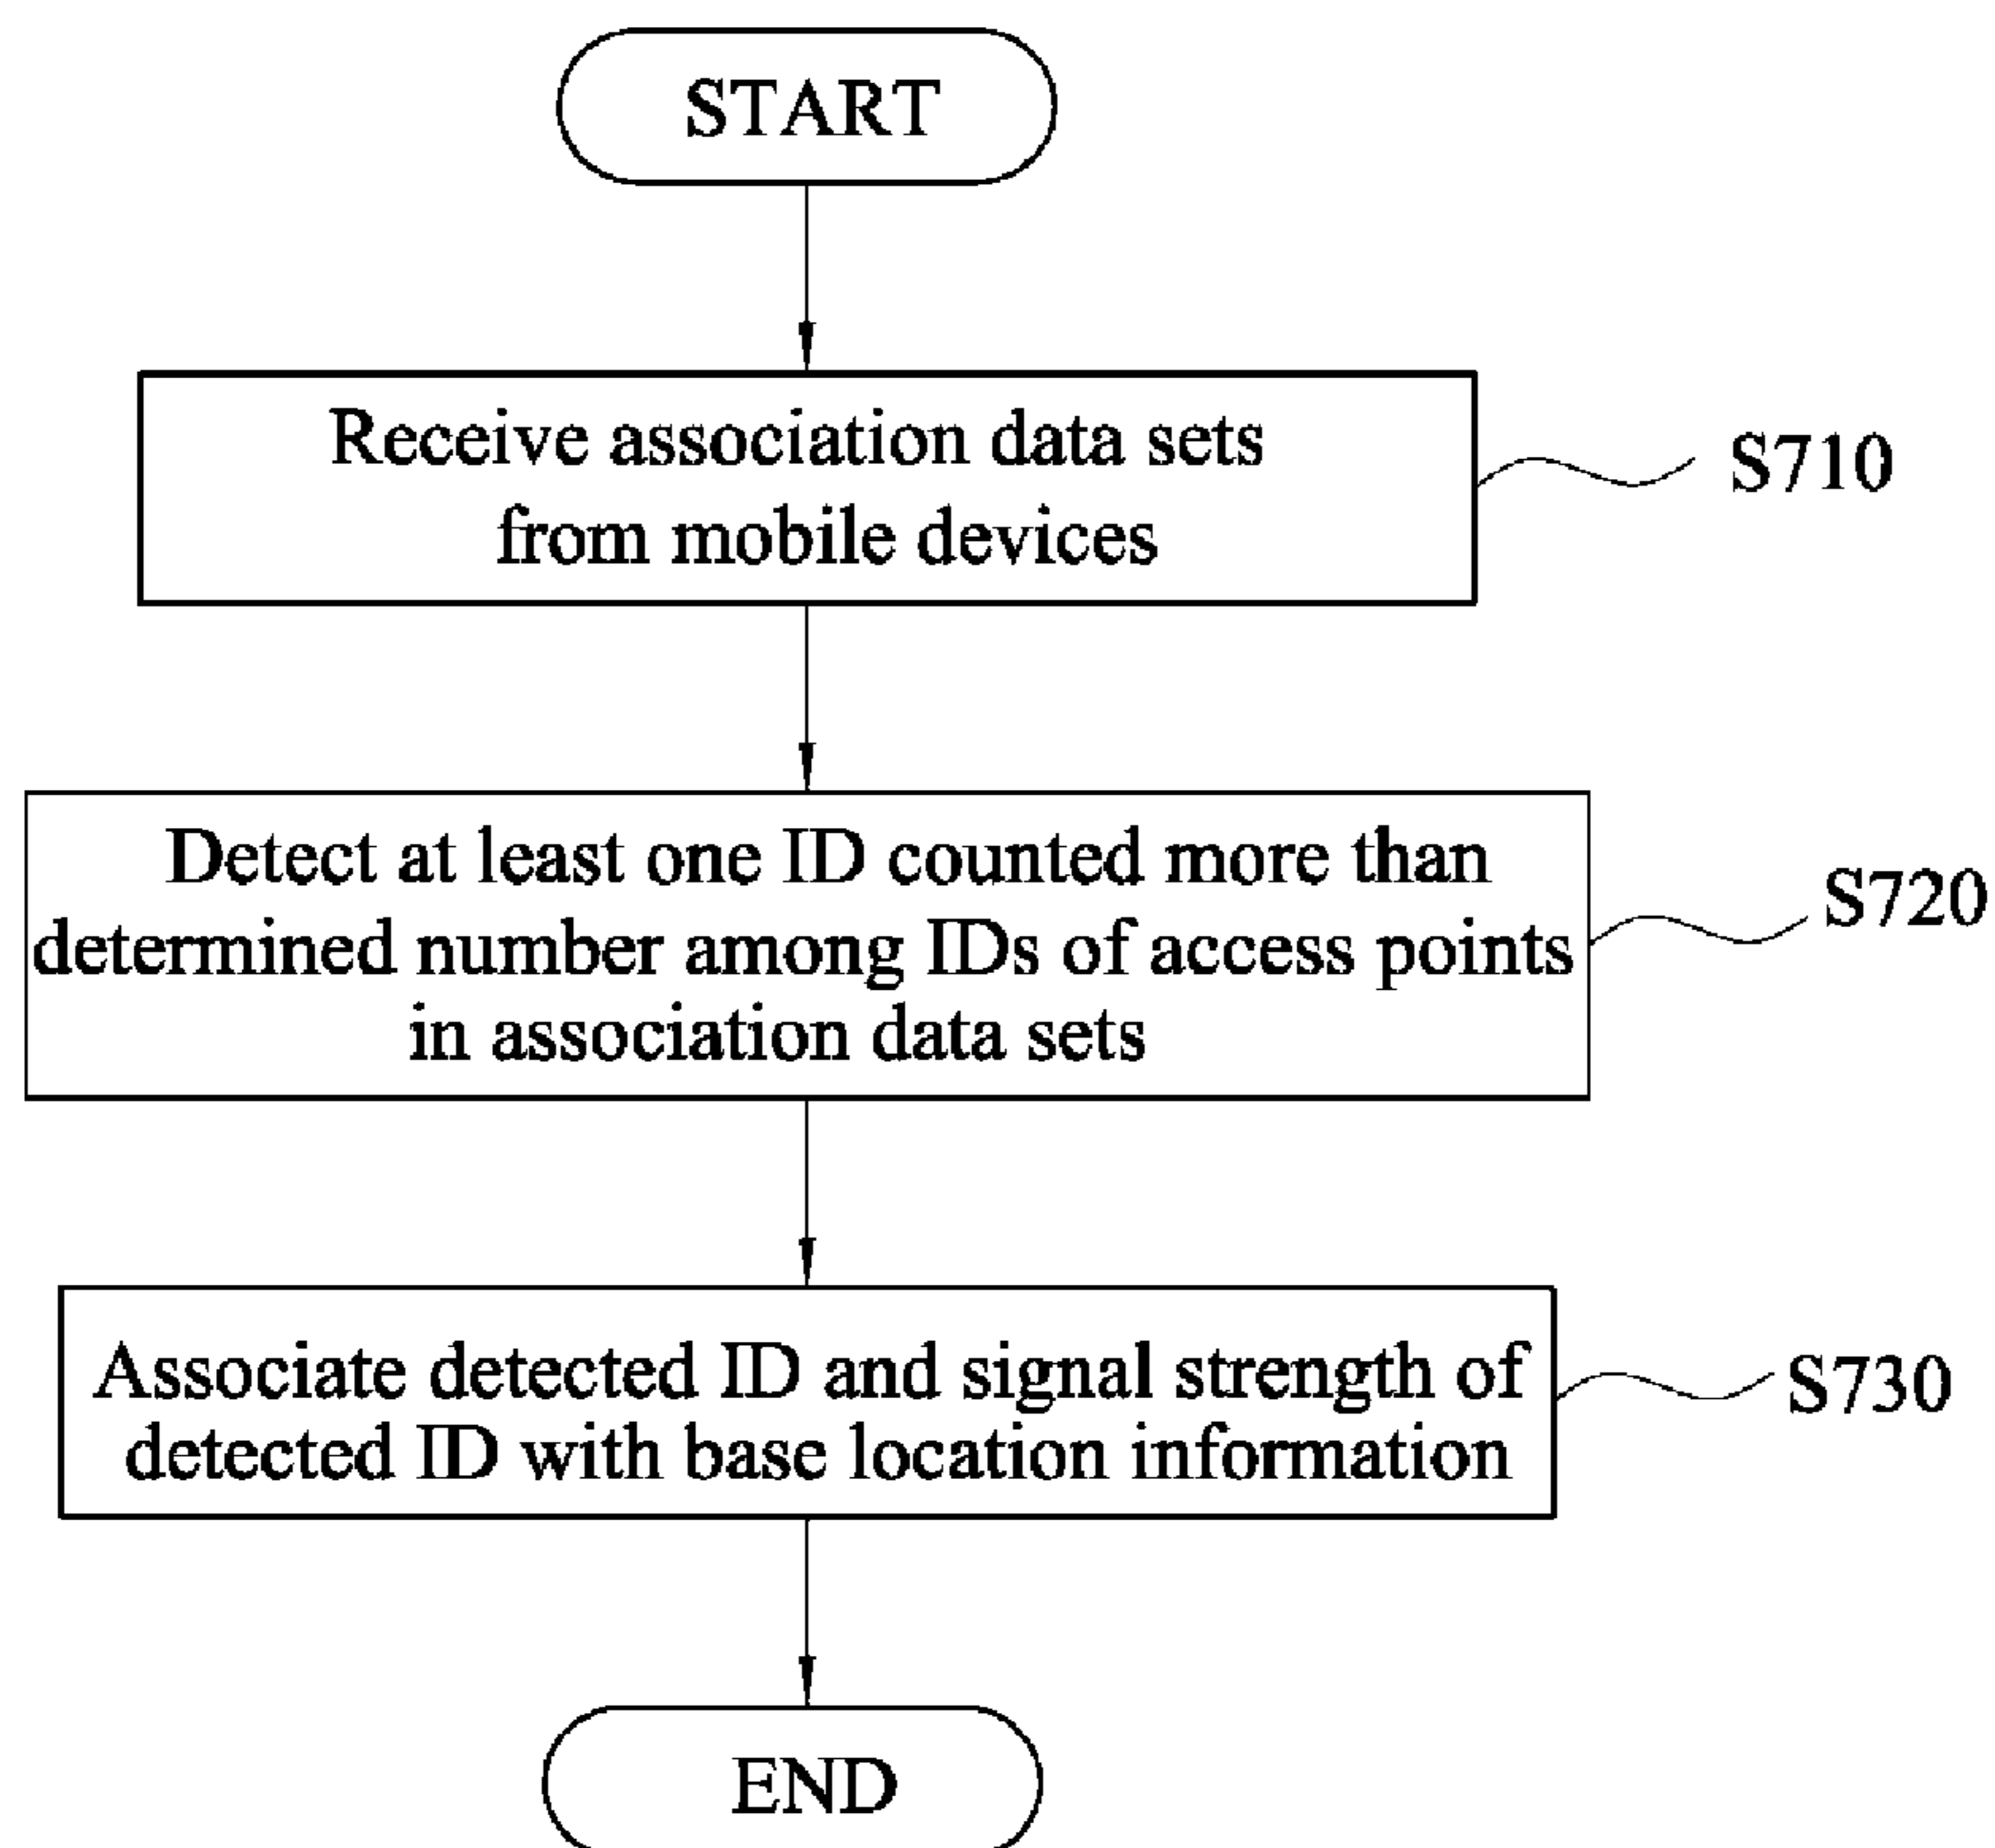 START
Receive association data sets
from mobile devices
S710
Detect at least one ID counted more than
determined number among IDs of access points
in association data sets
S720
Associate detected ID and signal strength of
detected ID with base location information
S730
END